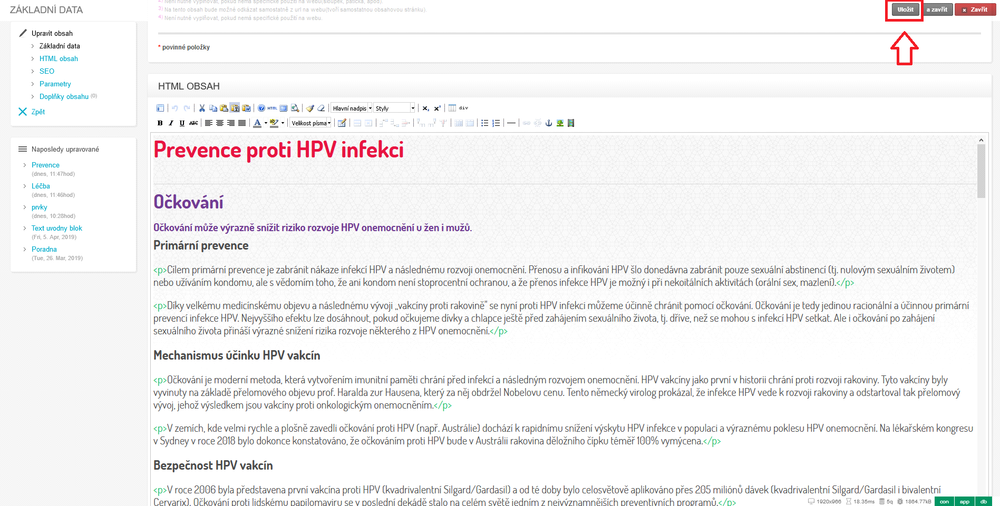 ZÁKLADNÍ DATA
2) Není nutné vyplňovat, pokud nemá specifické použití na webu(sloupek, patička, apod).
3) Na tento obsah bude možné odkázat samostatně z url na webu(tvoří samostatnou obsahovou stránku).
4) Není nutné vyplňovat, pokud nemá specifické použití na webu.
Uložit
a zavřít
Zavřít
* povinné položky
Upravit obsah
Základní data
HTML obsah
SEO
Parametry
Doplňky obsahu (0)
Zpět
Naposledy upravované
Prevence
(dnes, 11:47hod)
Léčba
(dnes, 11:46hod)
prvky
(dnes, 10:28hod)
Text uvodny blok
(Fri, 5. Apr, 2019)
Poradna
(Tue, 26. Mar, 2019)
HTML OBSAH
HTML Hlavní nadpis Styly x₂ x² div
B I U ABC A ab Velikost písma
Prevence proti HPV infekci
Očkování
Očkování může výrazně snížit riziko rozvoje HPV onemocnění u žen i mužů.
Primární prevence
<p>Cílem primární prevence je zabránit nákaze infekcí HPV a následnému rozvoji onemocnění. Přenosu a infikování HPV šlo donedávna zabránit pouze sexuální abstinencí (tj. nulovým sexuálním životem)
nebo užíváním kondomu, ale s vědomím toho, že ani kondom není stoprocentní ochranou, a že přenos infekce HPV je možný i při nekoitálních aktivitách (orální sex, mazlení).</p>
<p>Díky velkému medicínskému objevu a následnému vývoji „vakcíny proti rakovině" se nyní proti HPV infekci můžeme účinně chránit pomocí očkování. Očkování je tedy jedinou racionální a účinnou primární
prevencí infekce HPV. Nejvyššího efektu lze dosáhnout, pokud očkujeme dívky a chlapce ještě před zahájením sexuálního života, tj. dříve, než se mohou s infekcí HPV setkat. Ale i očkování po zahájení
sexuálního života přináší výrazné snížení rizika rozvoje některého z HPV onemocnění.</p>
Mechanismus účinku HPV vakcín
<p>Očkování je moderní metoda, která vytvořením imunitní paměti chrání před infekcí a následným rozvojem onemocnění. HPV vakcíny jako první v historii chrání proti rozvoji rakoviny. Tyto vakcíny byly
vyvinuty na základě přelomového objevu prof. Haralda zur Hausena, který za něj obdržel Nobelovu cenu. Tento německý virolog prokázal, že infekce HPV vede k rozvoji rakoviny a odstartoval tak přelomový
vývoj, jehož výsledkem jsou vakcíny proti onkologickým onemocněním.</p>
<p>V zemích, kde velmi rychle a plošně zavedli očkování proti HPV (např. Austrálie) dochází k rapidnímu snížení výskytu HPV infekce v populaci a výraznému poklesu HPV onemocnění. Na lékařském kongresu
v Sydney v roce 2018 bylo dokonce konstatováno, že očkováním proti HPV bude v Austrálii rakovina děložního čípku téměř 100% vymýcena.</p>
Bezpečnost HPV vakcín
<p>V roce 2006 byla představena první vakcína proti HPV (kvadrivalentní Silgard/Gardasil) a od té doby bylo celosvětově aplikováno přes 205 miliónů dávek (kvadrivalentní Silgard/Gardasil i bivalentní
Cervarix). Očkování proti lidskému papilomaviru se v poslední dekádě stalo na celém světě jedním z nejvýznamnějších preventivních programů.</p>
1920x966 18.35ms 5q 1864.77kB con app db